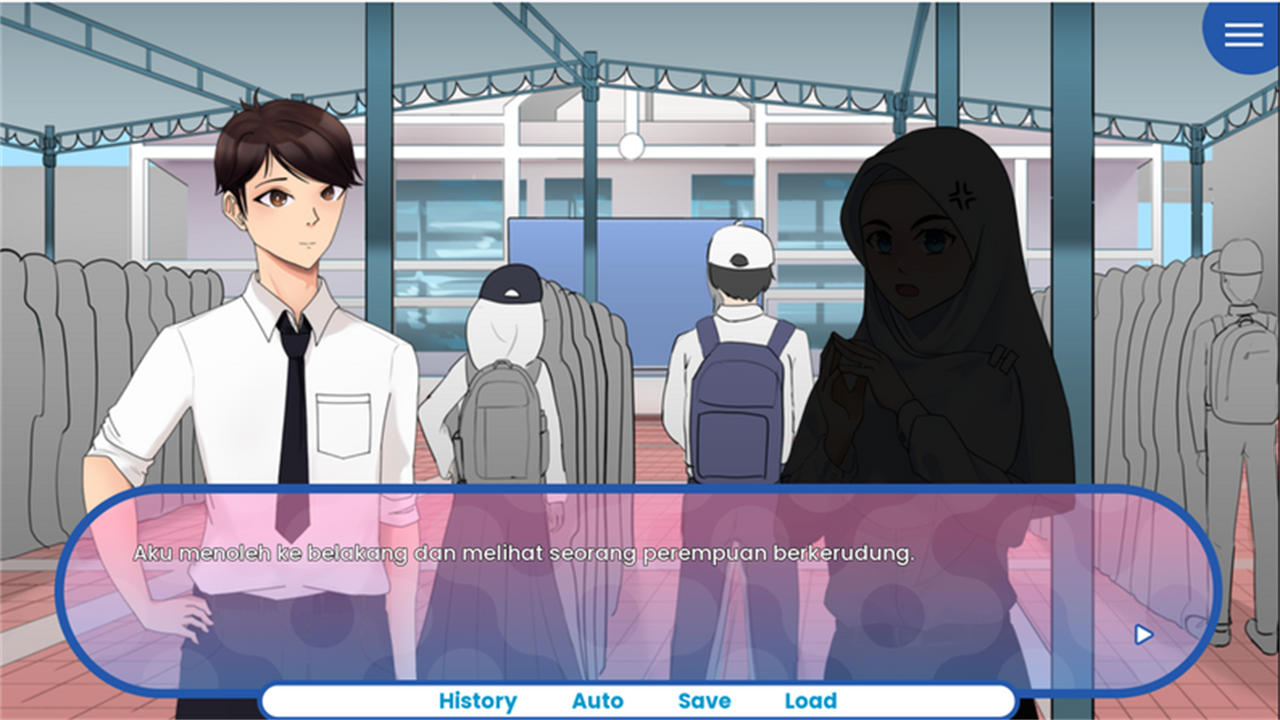 Aku menoleh ke belakang dan melihat seorang perempuan berkerudung.
History Auto Save Load